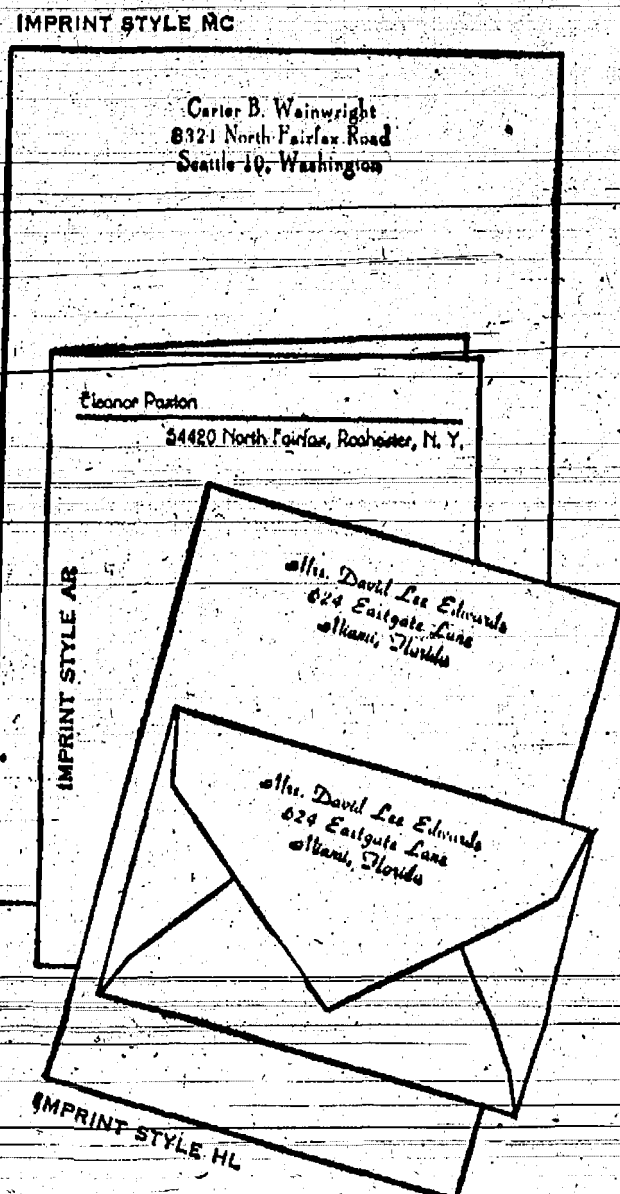 IMPRINT STYLE MC
Carter B. Wainwright
8321 North Fairfax Road
Seattle 10, Washington
Eleanor Paxton
54420 North Fairfax, Rochester, N. Y.
IMPRINT STYLE AR
Mrs. David Lee Edwards
624 Eastgate Lane
Miami, Florida
Mrs. David Lee Edwards
624 Eastgate Lane
Miami, Florida
IMPRINT STYLE HL